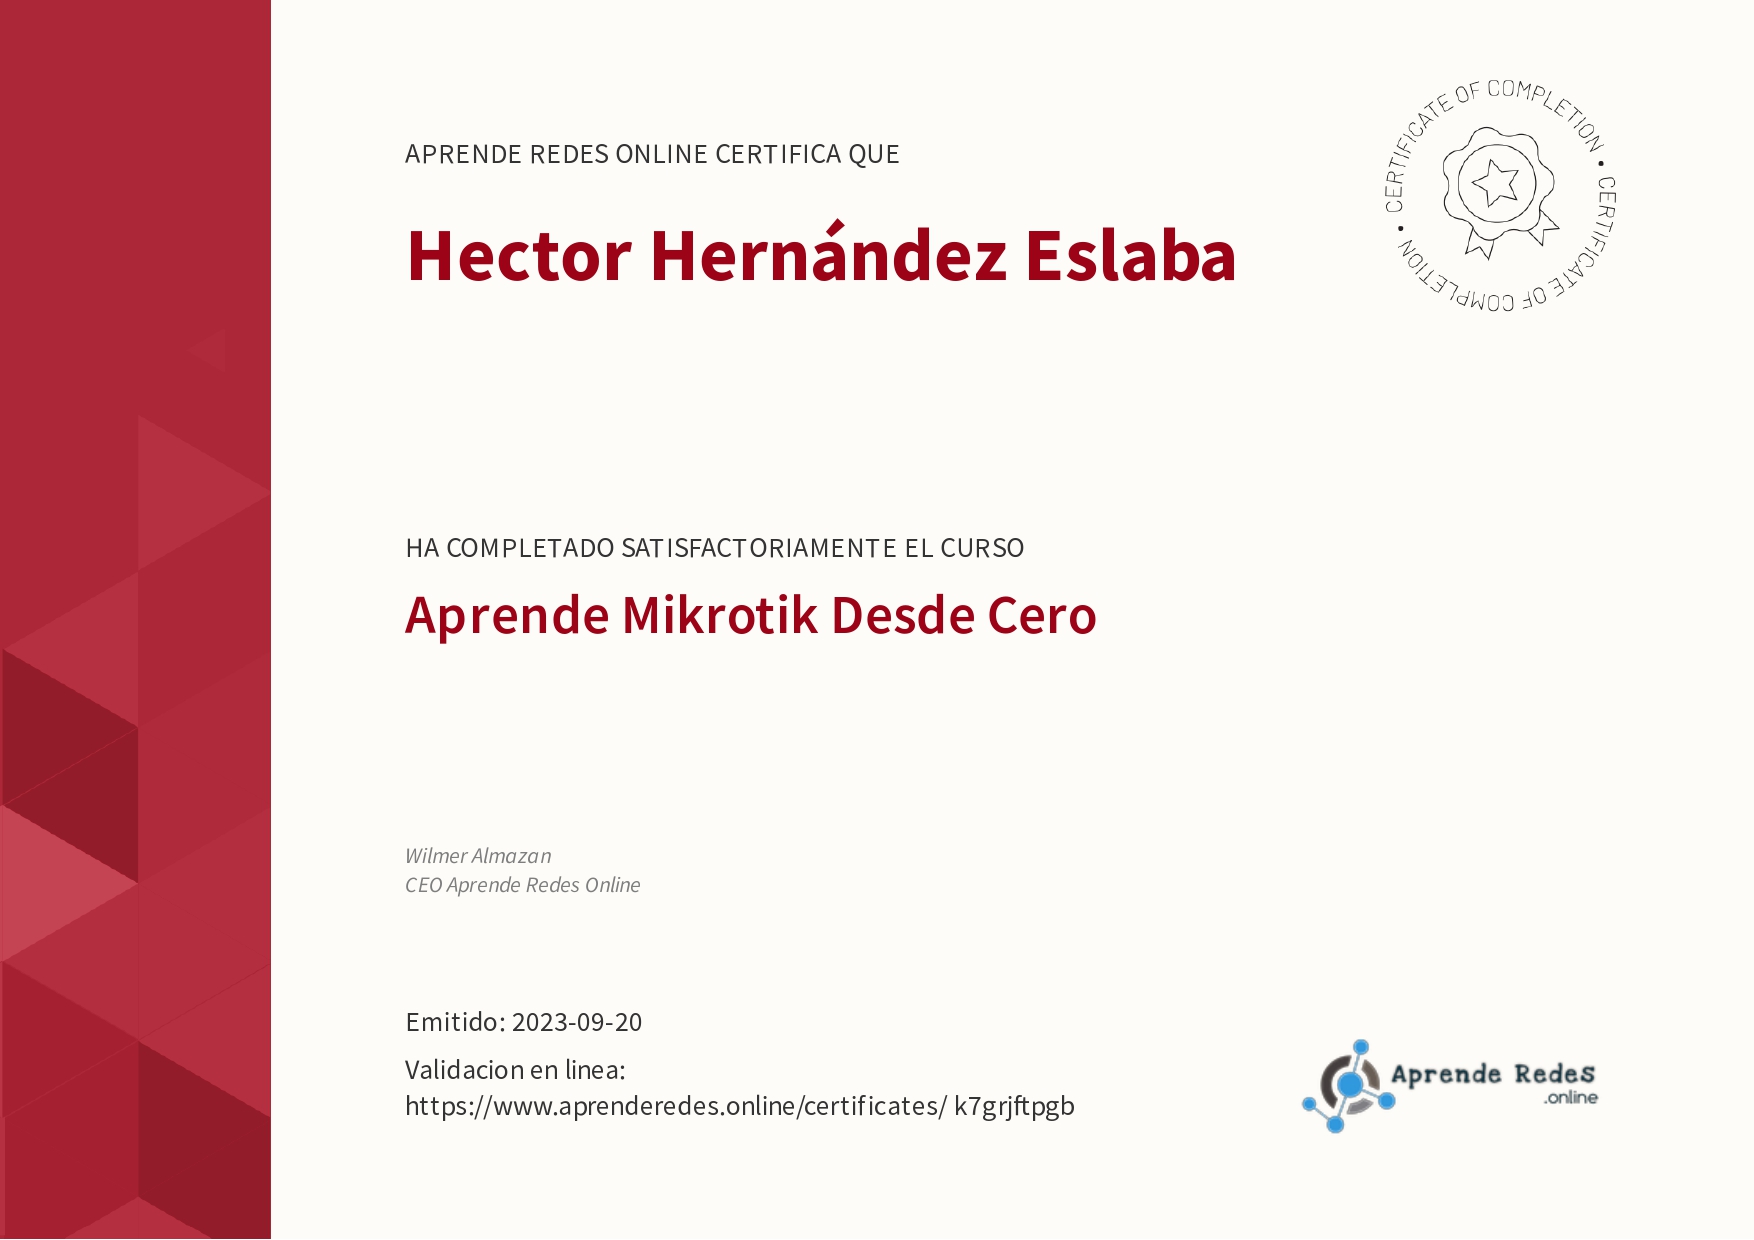 APRENDE REDES ONLINE CERTIFICA QUE
Hector Hernández Eslaba
CERTIFICATE OF COMPLETION • CERTIFICATE OF COMPLETION •
HA COMPLETADO SATISFACTORIAMENTE EL CURSO
Aprende Mikrotik Desde Cero
Wilmer Almazan
CEO Aprende Redes Online
Emitido: 2023-09-20
Validacion en linea:
https://www.aprenderedes.online/certificates/ k7grjftpgb
Aprende Redes
.online